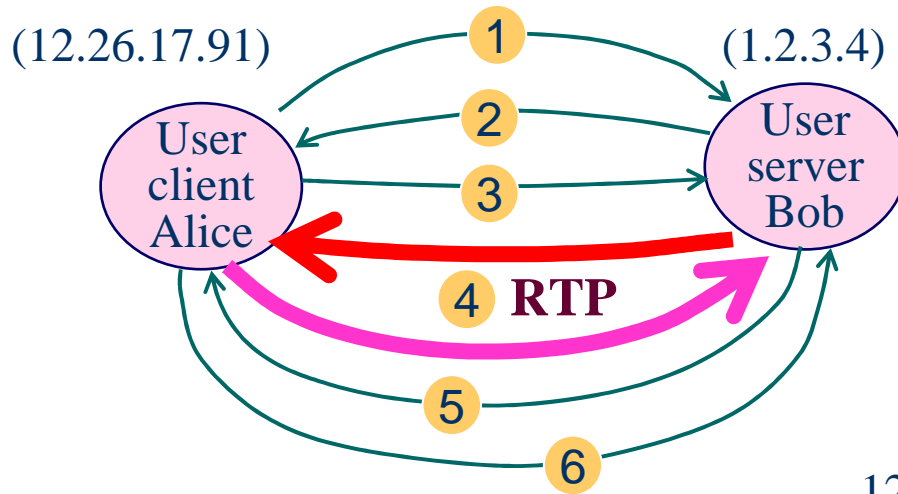 (12.26.17.91)
1
(1.2.3.4)
User
client
Alice
2
3
User
server
Bob
4 RTP
5
6
12